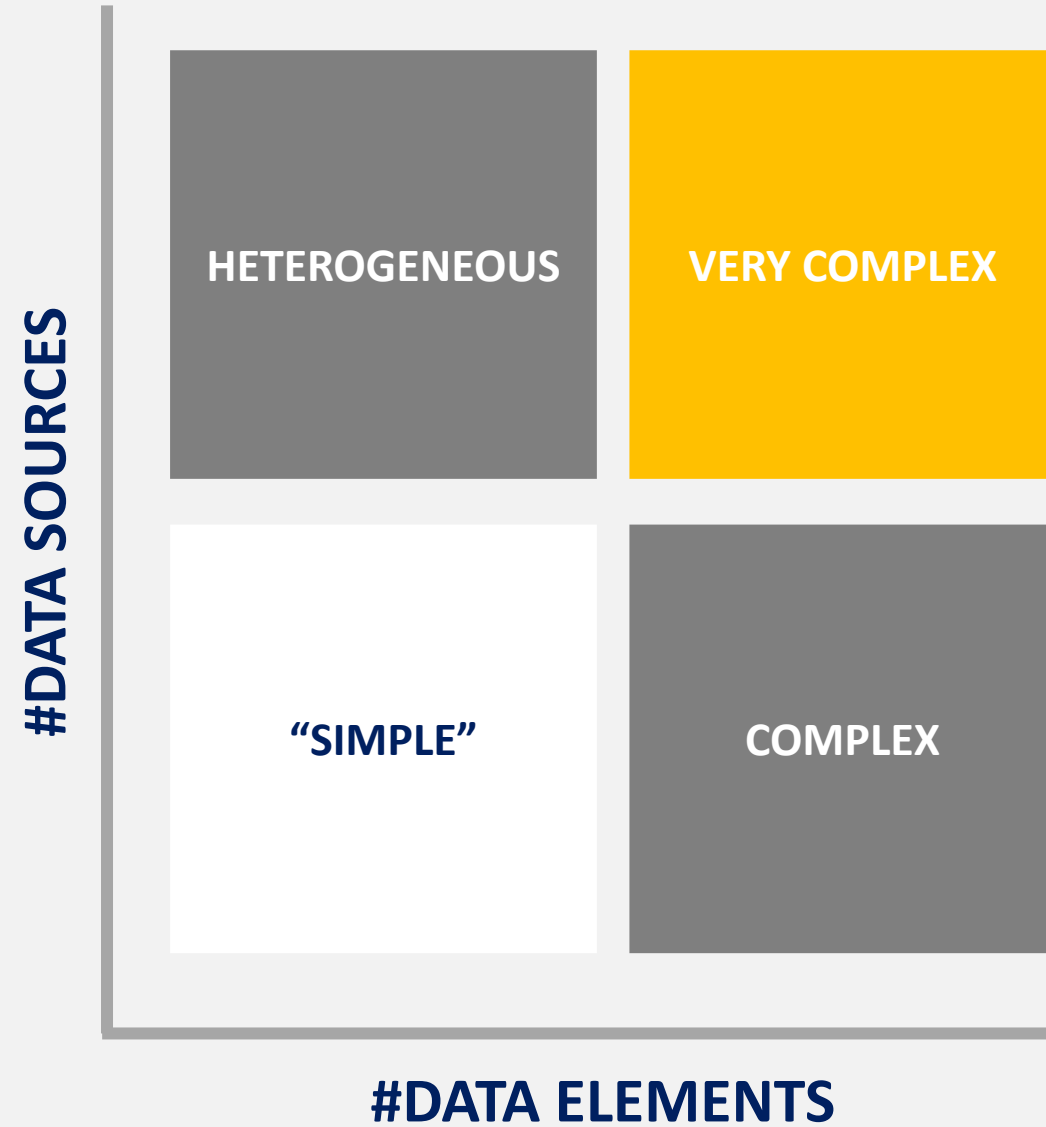 #DATA SOURCES
HETEROGENEOUS
VERY COMPLEX
“SIMPLE”
COMPLEX
#DATA ELEMENTS